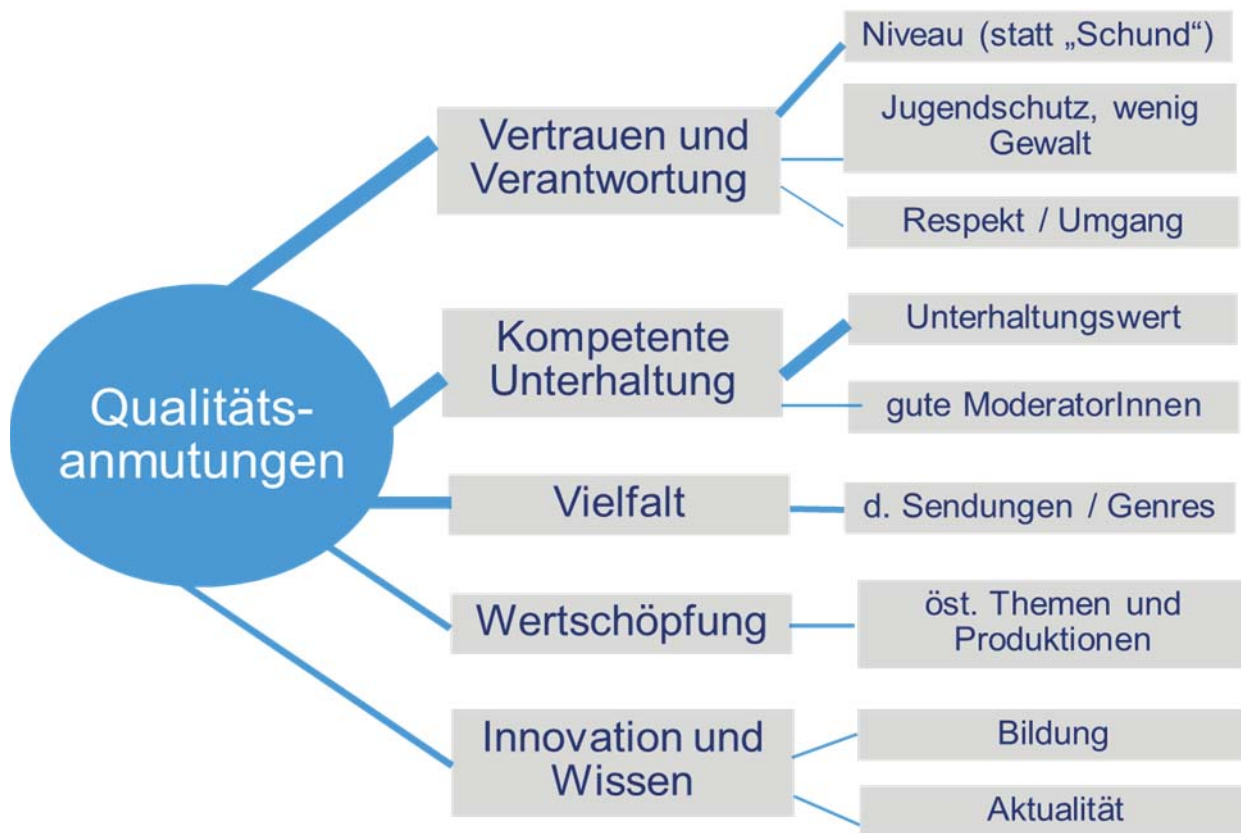 Niveau (statt „Schund“)
Vertrauen und
Verantwortung
Jugendschutz, wenig
Gewalt
Respekt / Umgang
Qualitäts-
anmutungen
Kompetente
Unterhaltung
Unterhaltungswert
gute ModeratorInnen
Vielfalt
d. Sendungen / Genres
Wertschöpfung
öst. Themen und
Produktionen
Innovation und
Wissen
Bildung
Aktualität